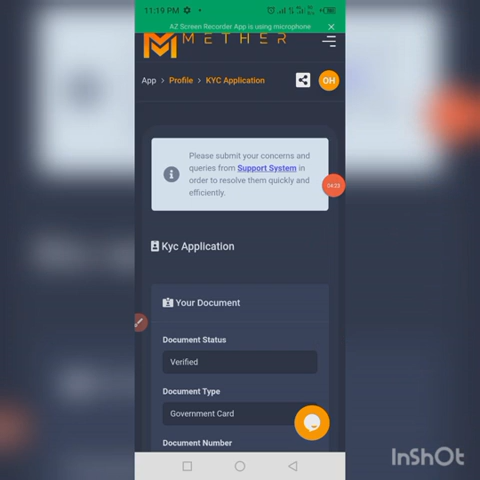 11:19 PM
AZ Screen Recorder App is using microphone
METHER
App > Profile > KYC Application
OH
Please submit your concerns and
queries from Support System in
order to resolve them quickly and
efficiently.
04:23
Kyc Application
Your Document
Document Status
Verified
Document Type
Government Card
Document Number
InShOt